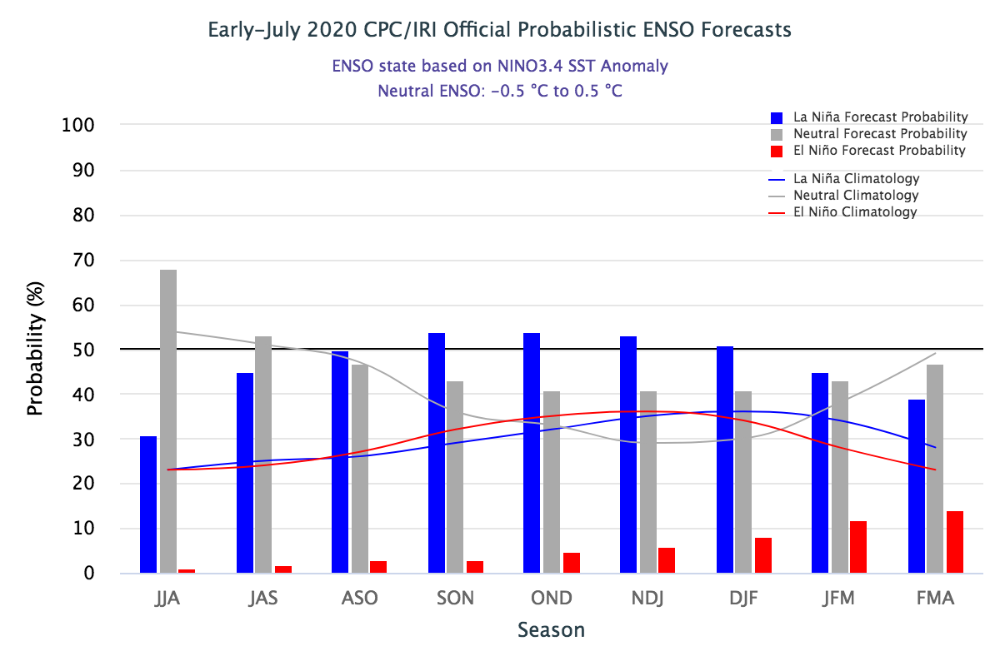 Early-July 2020 CPC/IRI Official Probabilistic ENSO Forecasts
ENSO state based on NINO3.4 SST Anomaly
Neutral ENSO: -0.5 °C to 0.5 °C
La Niña Forecast Probability
Neutral Forecast Probability
El Niño Forecast Probability
La Niña Climatology
Neutral Climatology
El Niño Climatology
Probability (%)
100
90
80
70
60
50
40
30
20
10
0
JJA JAS ASO SON OND NDJ DJF JFM FMA
Season